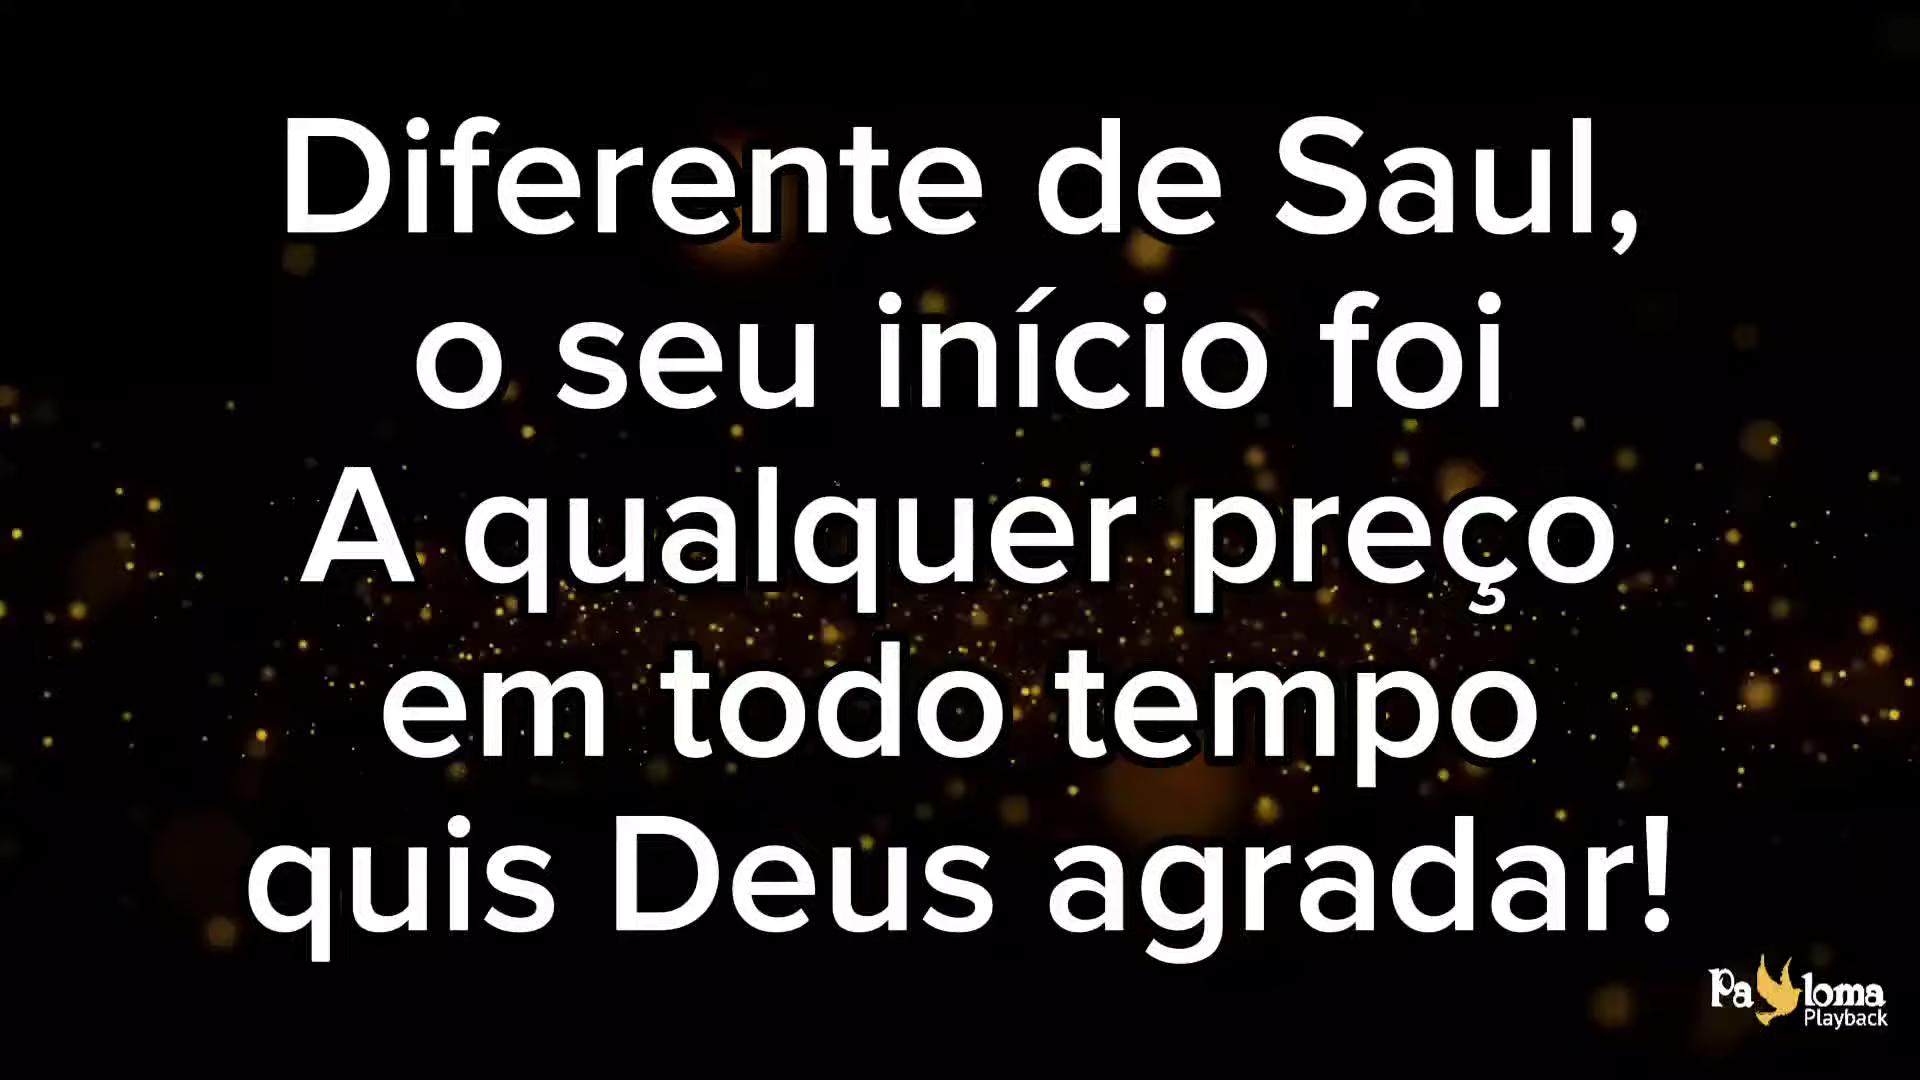 Diferente de Saul,
o seu início foi
A qualquer preço
em todo tempo
quis Deus agradar!
Paloma
Playback